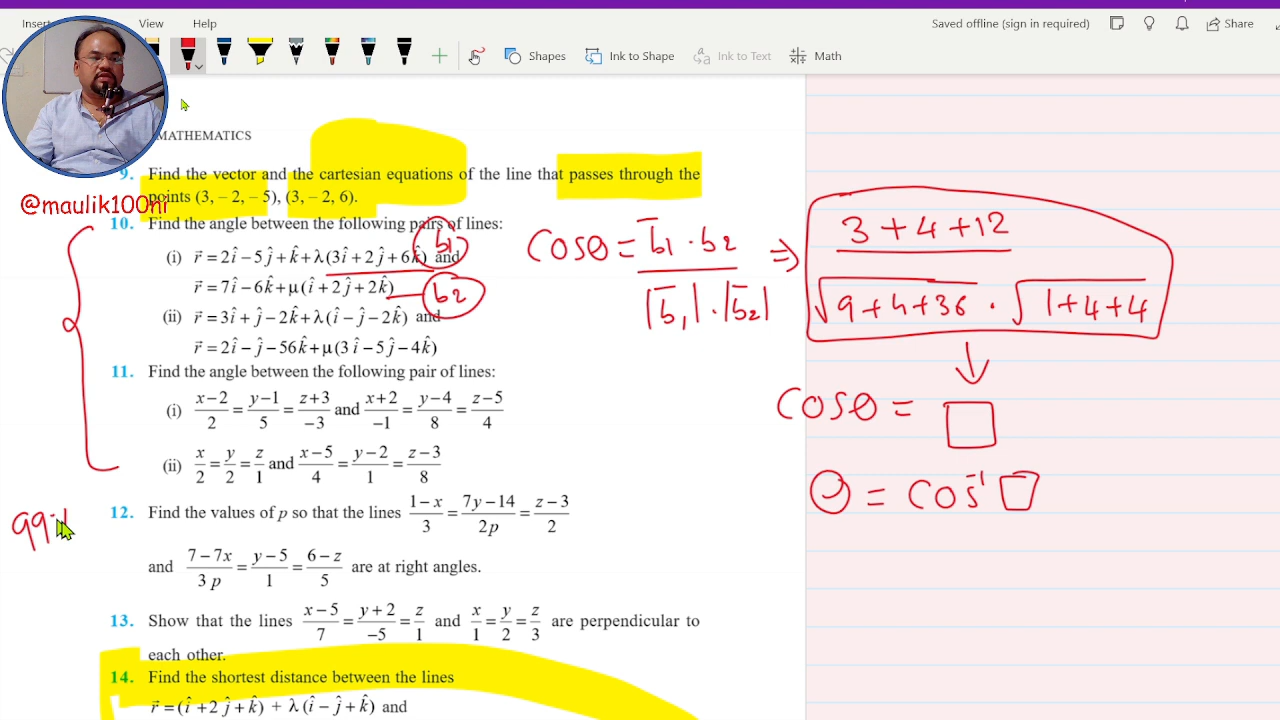 Insert View Help Saved offline (sign in required) Share
Shapes Ink to Shape Ink to Text Math
MATHEMATICS
9. Find the vector and the cartesian equations of the line that passes through the
points (3, – 2, – 5), (3, – 2, 6).
@maulik100ni
10. Find the angle between the following pairs of lines:
(i) r⃗ = 2î − 5ĵ + k̂ + λ(3î + 2ĵ + 6k̂) and
b1
r⃗ = 7î − 6k̂ + μ(î + 2ĵ + 2k̂)
b2
(ii) r⃗ = 3î + ĵ − 2k̂ + λ(î − ĵ − 2k̂) and
r⃗ = 2î − ĵ − 56k̂ + μ(3î − 5ĵ − 4k̂)
11. Find the angle between the following pair of lines:
(i) (x−2)/2 = (y−1)/5 = (z+3)/−3 and (x+2)/−1 = (y−4)/8 = (z−5)/4
(ii) x/2 = y/2 = z/1 and (x−5)/4 = (y−2)/1 = (z−3)/8
12. Find the values of p so that the lines (1−x)/3 = (7y−14)/2p = (z−3)/2
and (7−7x)/3p = (y−5)/1 = (6−z)/5 are at right angles.
13. Show that the lines (x−5)/7 = (y+2)/−5 = z/1 and x/1 = y/2 = z/3 are perpendicular to
each other.
14. Find the shortest distance between the lines
r⃗ = (î + 2ĵ + k̂) + λ(î − ĵ + k̂) and
cosθ = b̄1 · b2 / |b̄1| · |b̄2| ⇒ 3 + 4 + 12 / √9+4+36 · √1+4+4
cosθ = □
θ = cos⁻¹ □